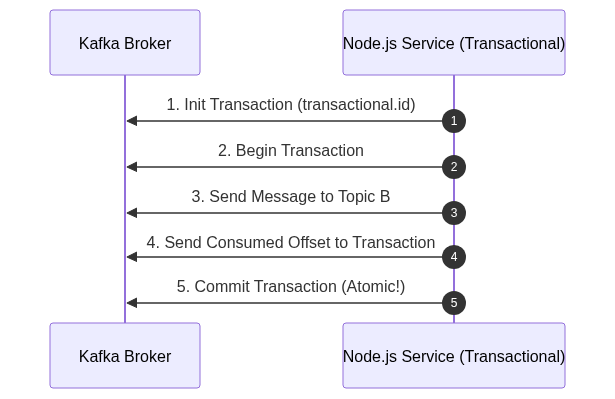 Kafka Broker
Node.js Service (Transactional)
1. Init Transaction (transactional.id)
1
2. Begin Transaction
2
3. Send Message to Topic B
3
4. Send Consumed Offset to Transaction
4
5. Commit Transaction (Atomic!)
5
Kafka Broker
Node.js Service (Transactional)